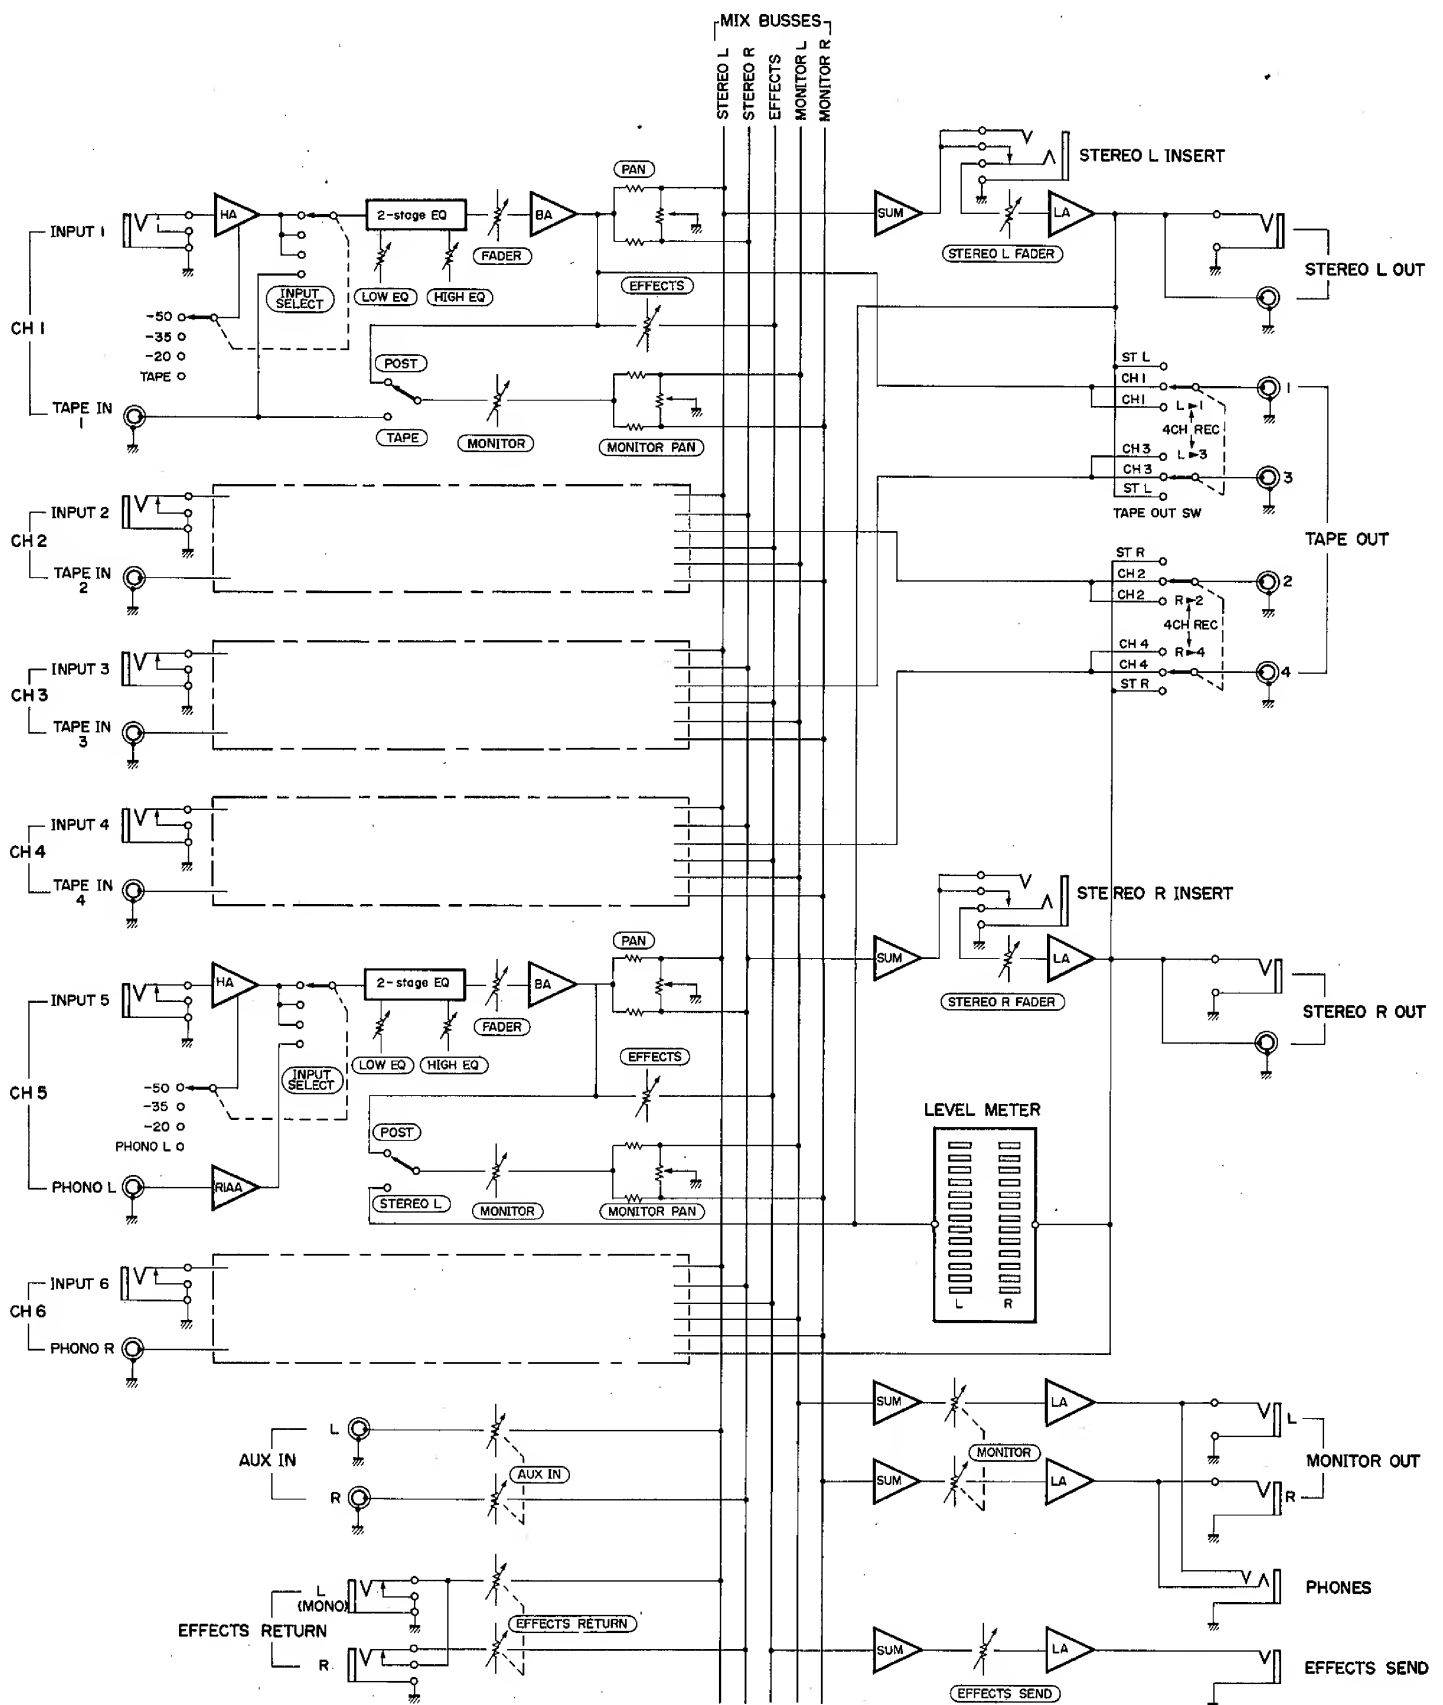 MIX BUSSES
STEREO L
STEREO R
EFFECTS
MONITOR L
MONITOR R
CH 1
INPUT 1
HA
INPUT
SELECT
-50
-35
-20
TAPE
TAPE IN
1
2-stage EQ
LOW EQ
HIGH EQ
FADER
BA
PAN
EFFECTS
POST
TAPE
MONITOR
MONITOR PAN
CH 2
INPUT 2
TAPE IN
2
CH 3
INPUT 3
TAPE IN
3
CH 4
INPUT 4
TAPE IN
4
CH 5
INPUT 5
HA
INPUT
SELECT
-50
-35
-20
PHONO L
PHONO L
RIAA
2-stage EQ
LOW EQ
HIGH EQ
FADER
BA
PAN
EFFECTS
POST
STEREO L
MONITOR
MONITOR PAN
CH 6
INPUT 6
PHONO R
AUX IN
L
R
AUX IN
EFFECTS RETURN
L
(MONO)
R
EFFECTS RETURN
SUM
STEREO L INSERT
STEREO L FADER
LA
STEREO L OUT
ST L
CH 1
CH 1
L►1
4CH REC
L►3
CH 3
CH 3
ST L
TAPE OUT SW
1
3
TAPE OUT
ST R
CH 2
CH 2
R►2
4CH REC
R►4
CH 4
CH 4
ST R
2
4
SUM
STEREO R INSERT
STEREO R FADER
LA
STEREO R OUT
LEVEL METER
L R
SUM
LA
MONITOR
SUM
LA
L
MONITOR OUT
R
PHONES
SUM
EFFECTS SEND
LA
EFFECTS SEND